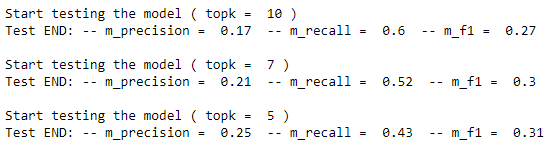 Start testing the model ( topk =  10 )
Test END: -- m_precision =  0.17  -- m_recall =  0.6  -- m_f1 =  0.27
Start testing the model ( topk =  7 )
Test END: -- m_precision =  0.21  -- m_recall =  0.52  -- m_f1 =  0.3
Start testing the model ( topk =  5 )
Test END: -- m_precision =  0.25  -- m_recall =  0.43  -- m_f1 =  0.31